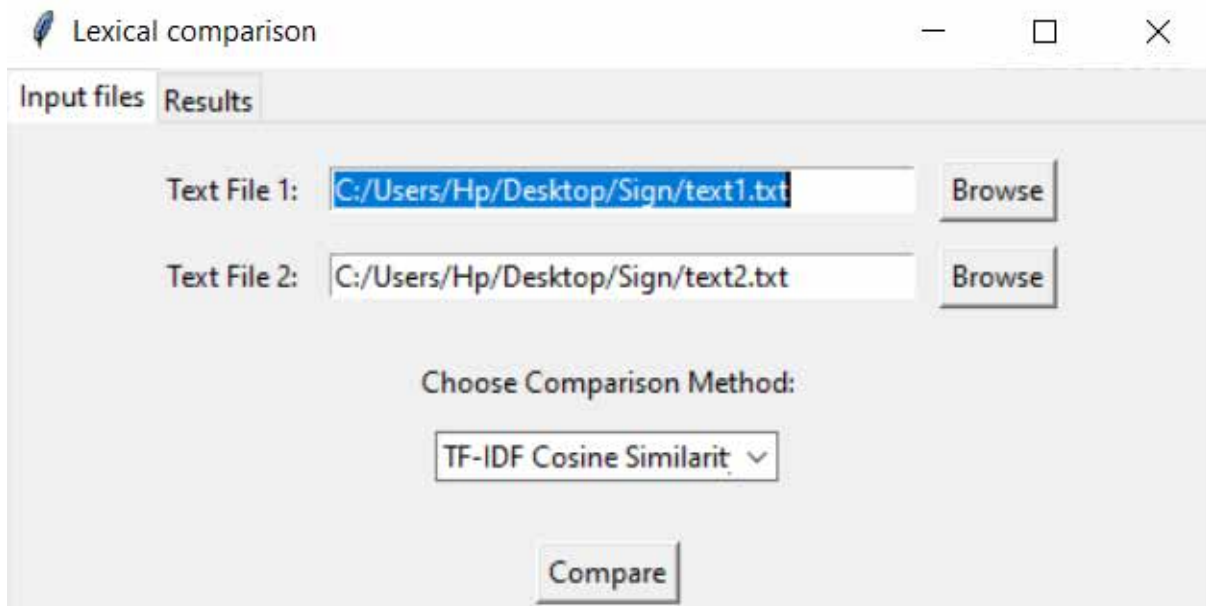 Lexical comparison
Input files Results
Text File 1: C:/Users/Hp/Desktop/Sign/text1.txt Browse
Text File 2: C:/Users/Hp/Desktop/Sign/text2.txt Browse
Choose Comparison Method:
TF-IDF Cosine Similarit
Compare